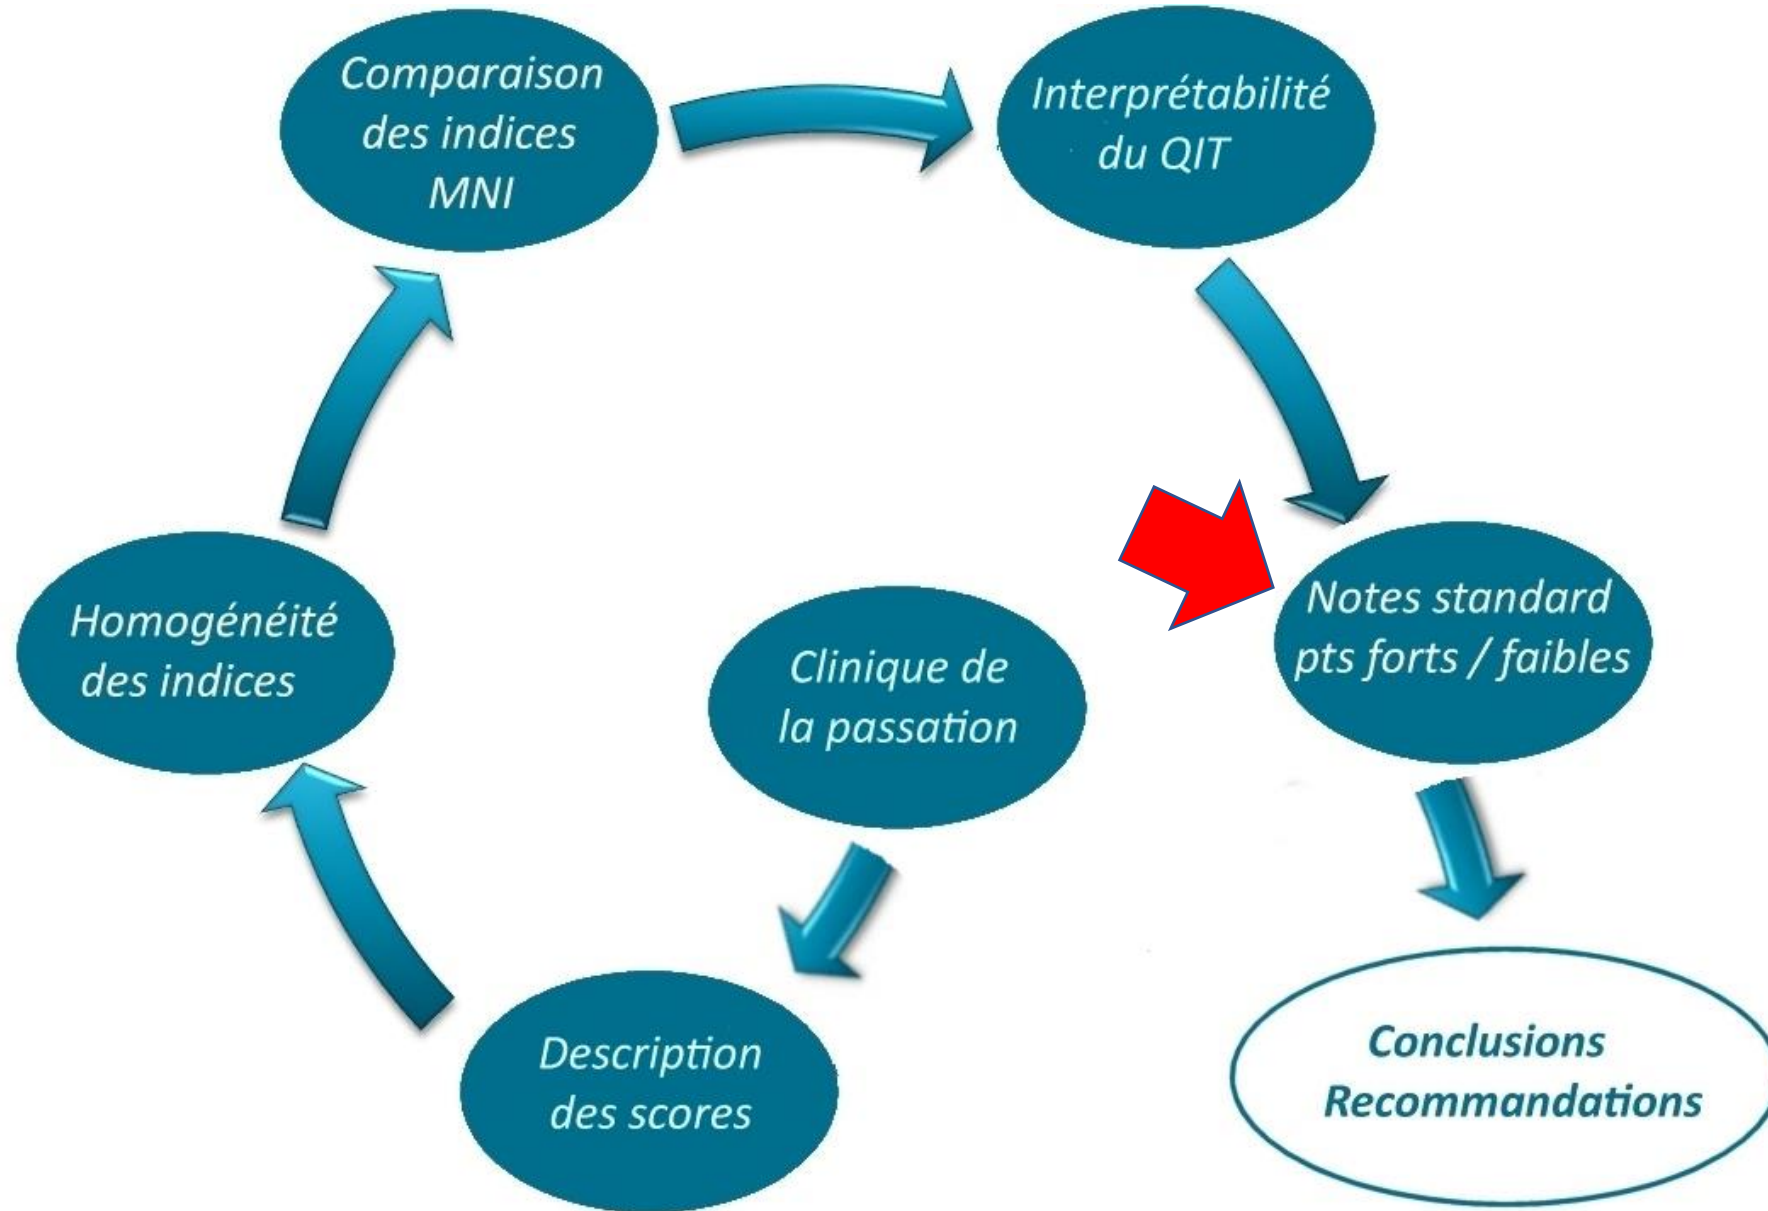 Comparaison
des indices
MNI
Interprétabilité
du QIT
Homogénéité
des indices
Clinique de
la passation
Notes standard
pts forts / faibles
Description
des scores
Conclusions
Recommandations